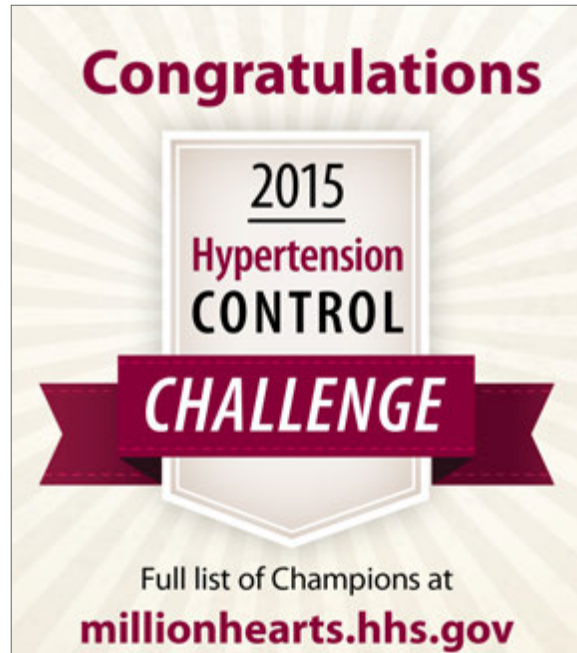 Congratulations
2015
Hypertension
CONTROL
CHALLENGE
Full list of Champions at
millionhearts.hhs.gov